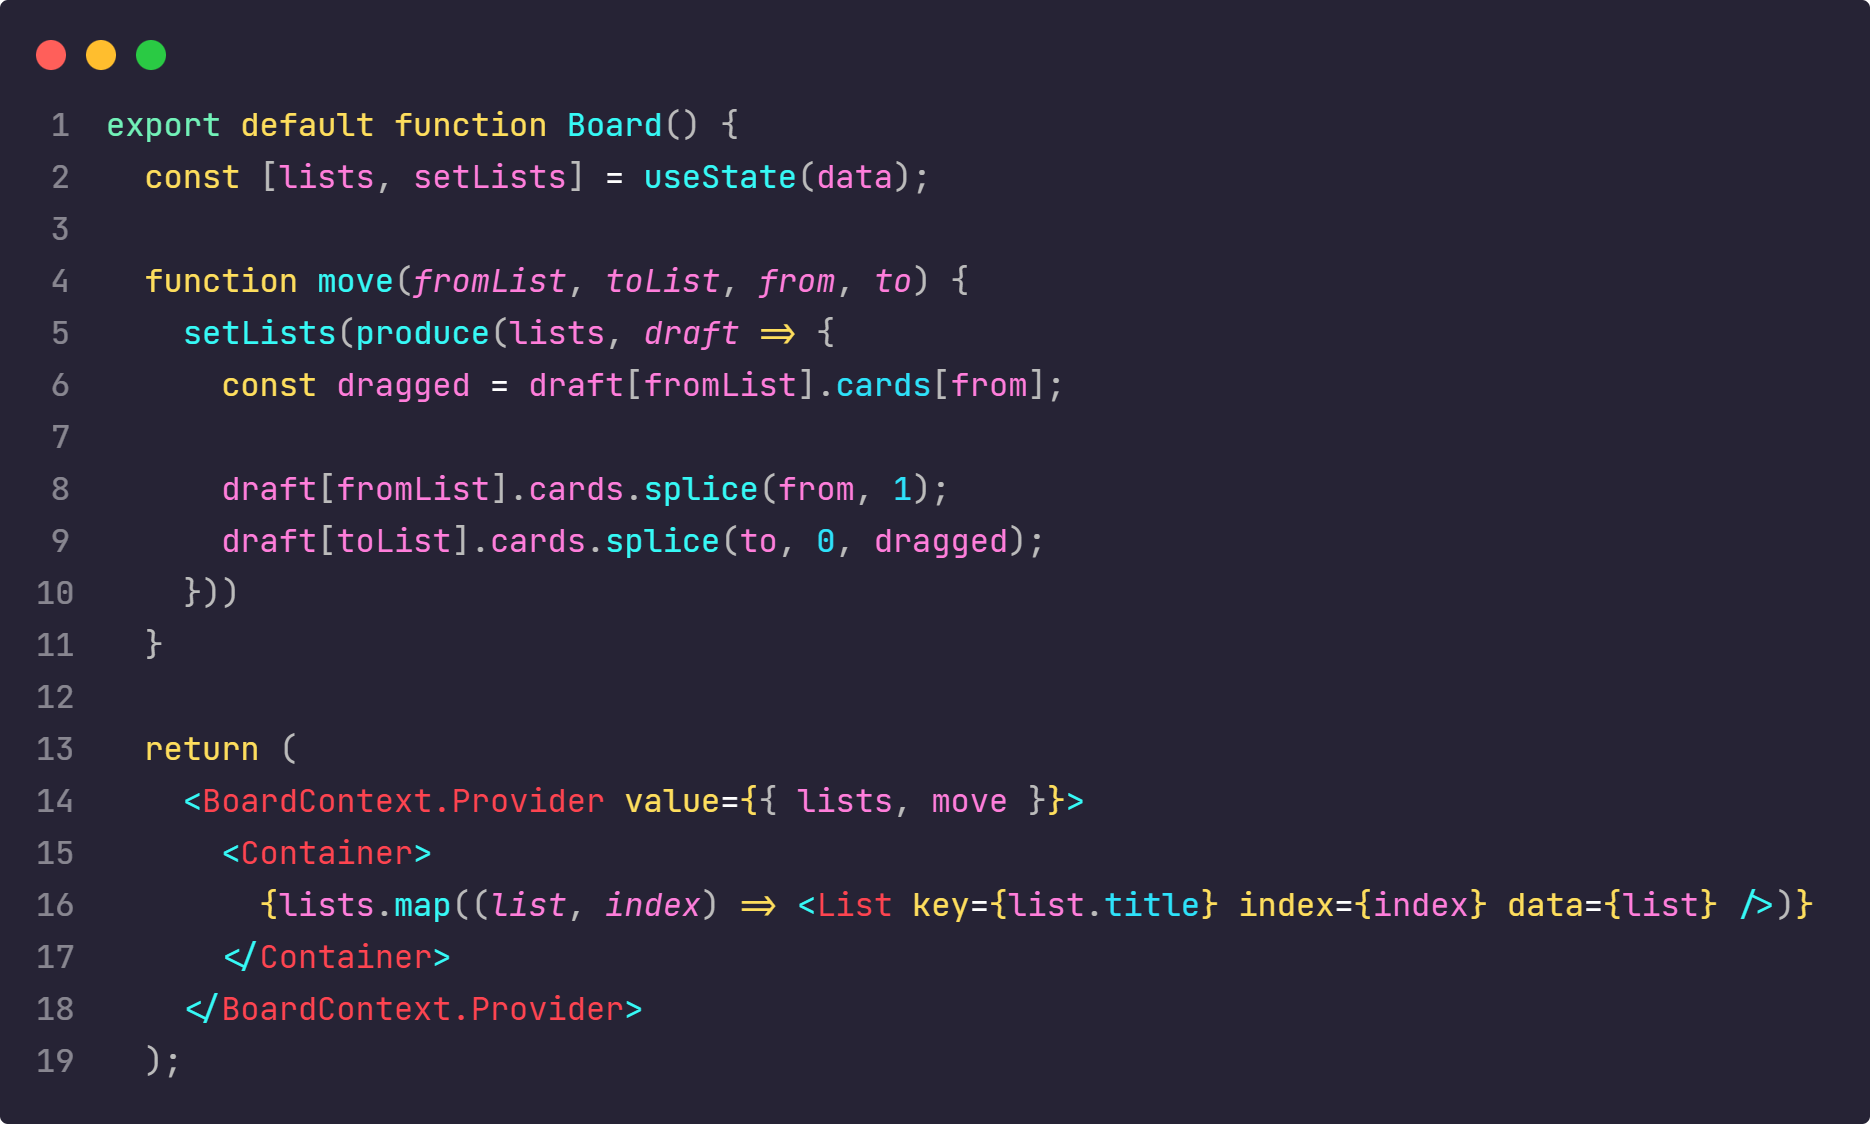 1 export default function Board() {
2   const [lists, setLists] = useState(data);
3
4   function move(fromList, toList, from, to) {
5     setLists(produce(lists, draft => {
6       const dragged = draft[fromList].cards[from];
7
8       draft[fromList].cards.splice(from, 1);
9       draft[toList].cards.splice(to, 0, dragged);
10     }))
11   }
12
13   return (
14     <BoardContext.Provider value={{ lists, move }}>
15       <Container>
16         {lists.map((list, index) => <List key={list.title} index={index} data={list} />)}
17       </Container>
18     </BoardContext.Provider>
19   );